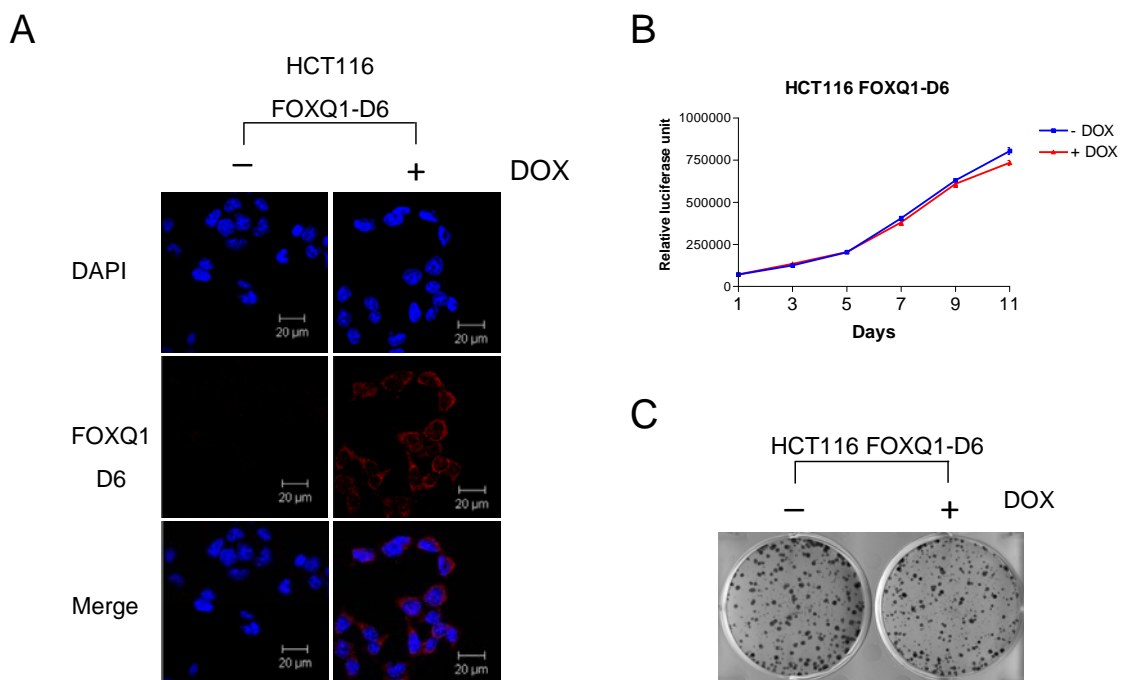 A
HCT116
FOXQ1-D6
– + DOX
DAPI
20 µm
20 µm
FOXQ1
D6
20 µm
20 µm
Merge
20 µm
20 µm
B
HCT116 FOXQ1-D6
Relative luciferase unit
1000000
750000
500000
250000
0
1 3 5 7 9 11
Days
- DOX
+ DOX
C
HCT116 FOXQ1-D6
– + DOX